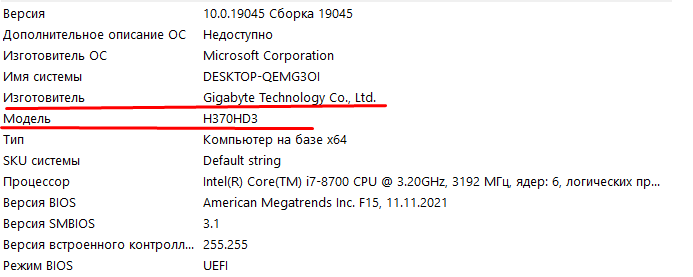 Версия 10.0.19045 Сборка 19045
Дополнительное описание ОС Недоступно
Изготовитель ОС Microsoft Corporation
Имя системы DESKTOP-QEMG3OI
Изготовитель Gigabyte Technology Co., Ltd.
Модель H370HD3
Тип Компьютер на базе x64
SKU системы Default string
Процессор Intel(R) Core(TM) i7-8700 CPU @ 3.20GHz, 3192 МГц, ядер: 6, логических пр...
Версия BIOS American Megatrends Inc. F15, 11.11.2021
Версия SMBIOS 3.1
Версия встроенного контролл... 255.255
Режим BIOS UEFI